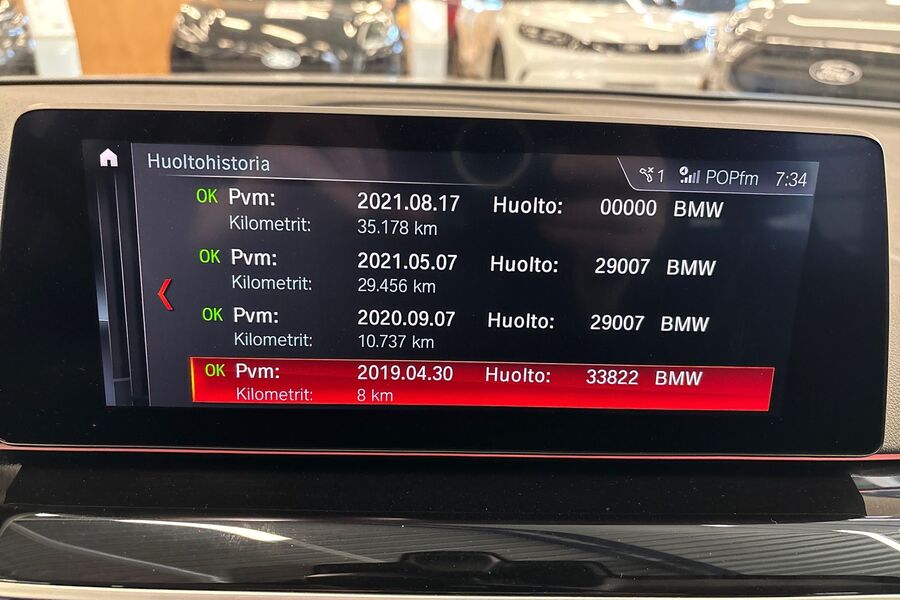 Huoltohistoria
1 POPfm 7:34
OK Pvm: 2021.08.17 Huolto: 00000 BMW
Kilometrit: 35.178 km
OK Pvm: 2021.05.07 Huolto: 29007 BMW
Kilometrit: 29.456 km
OK Pvm: 2020.09.07 Huolto: 29007 BMW
Kilometrit: 10.737 km
OK Pvm: 2019.04.30 Huolto: 33822 BMW
Kilometrit: 8 km